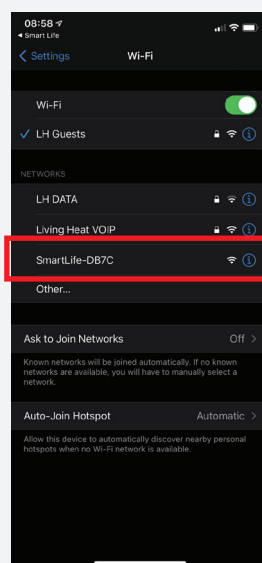 08:58
Smart Life
Settings
Wi-Fi
Wi-Fi
LH Guests
NETWORKS
LH DATA
Living Heat VOIP
SmartLife-DB7C
Other...
Ask to Join Networks Off
Known networks will be joined automatically. If no known
networks are available, you will have to manually select a
network.
Auto-Join Hotspot Automatic
Allow this device to automatically discover nearby personal
hotspots when no Wi-Fi network is available.